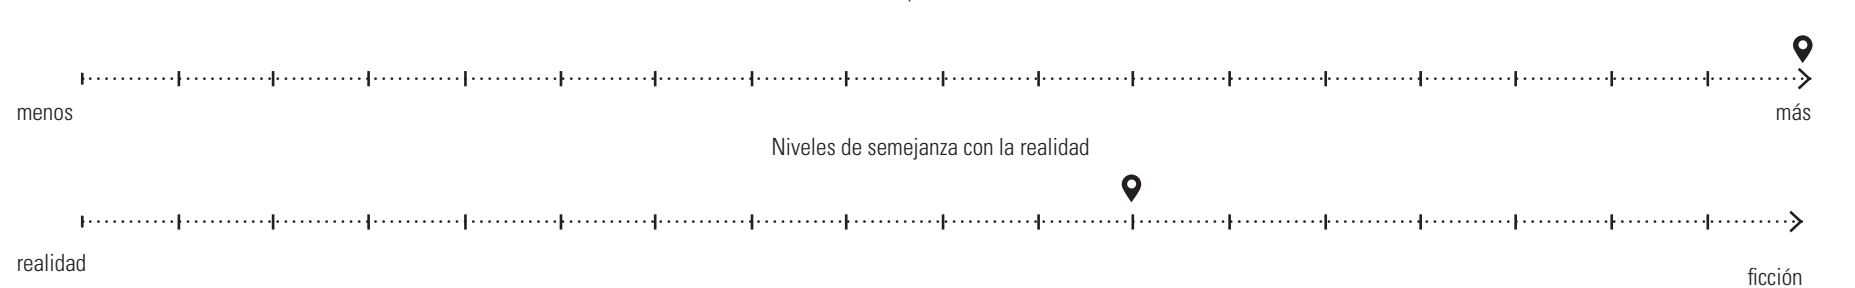 menos
más
Niveles de semejanza con la realidad
realidad
ficción